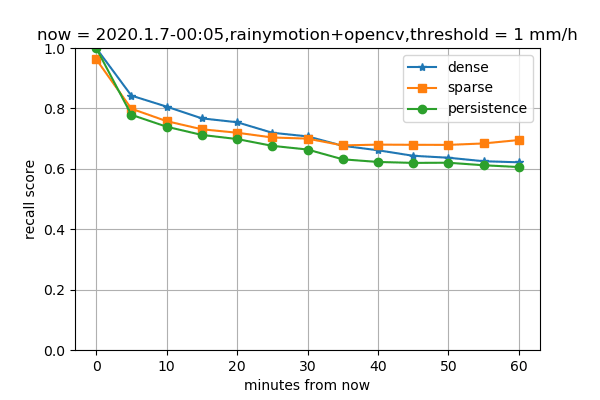 now = 2020.1.7-00:05,rainymotion+opencv,threshold = 1 mm/h
1.0
0.8
0.6
0.4
0.2
0.0
recall score
dense
sparse
persistence
0 10 20 30 40 50 60
minutes from now